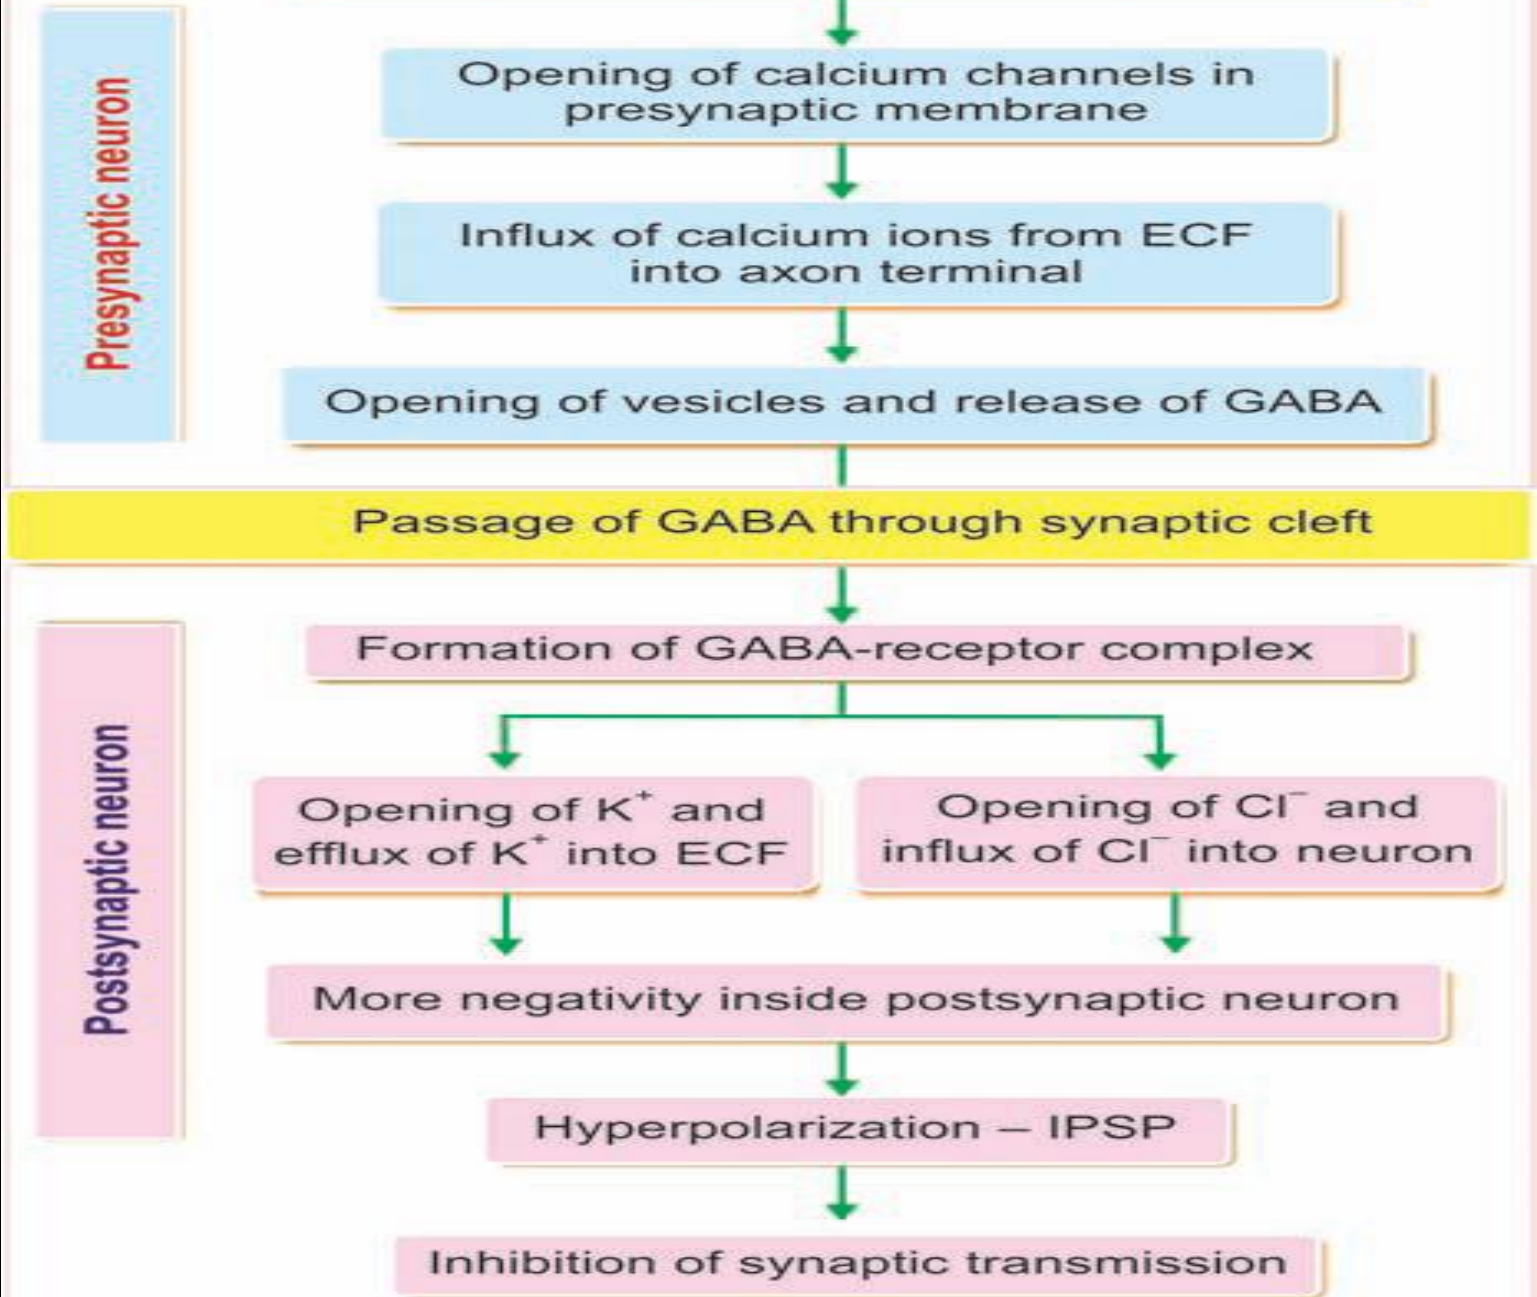 Presynaptic neuron
Opening of calcium channels in
presynaptic membrane
Influx of calcium ions from ECF
into axon terminal
Opening of vesicles and release of GABA
Passage of GABA through synaptic cleft
Postsynaptic neuron
Formation of GABA-receptor complex
Opening of K⁺ and
efflux of K⁺ into ECF
Opening of Cl⁻ and
influx of Cl⁻ into neuron
More negativity inside postsynaptic neuron
Hyperpolarization – IPSP
Inhibition of synaptic transmission